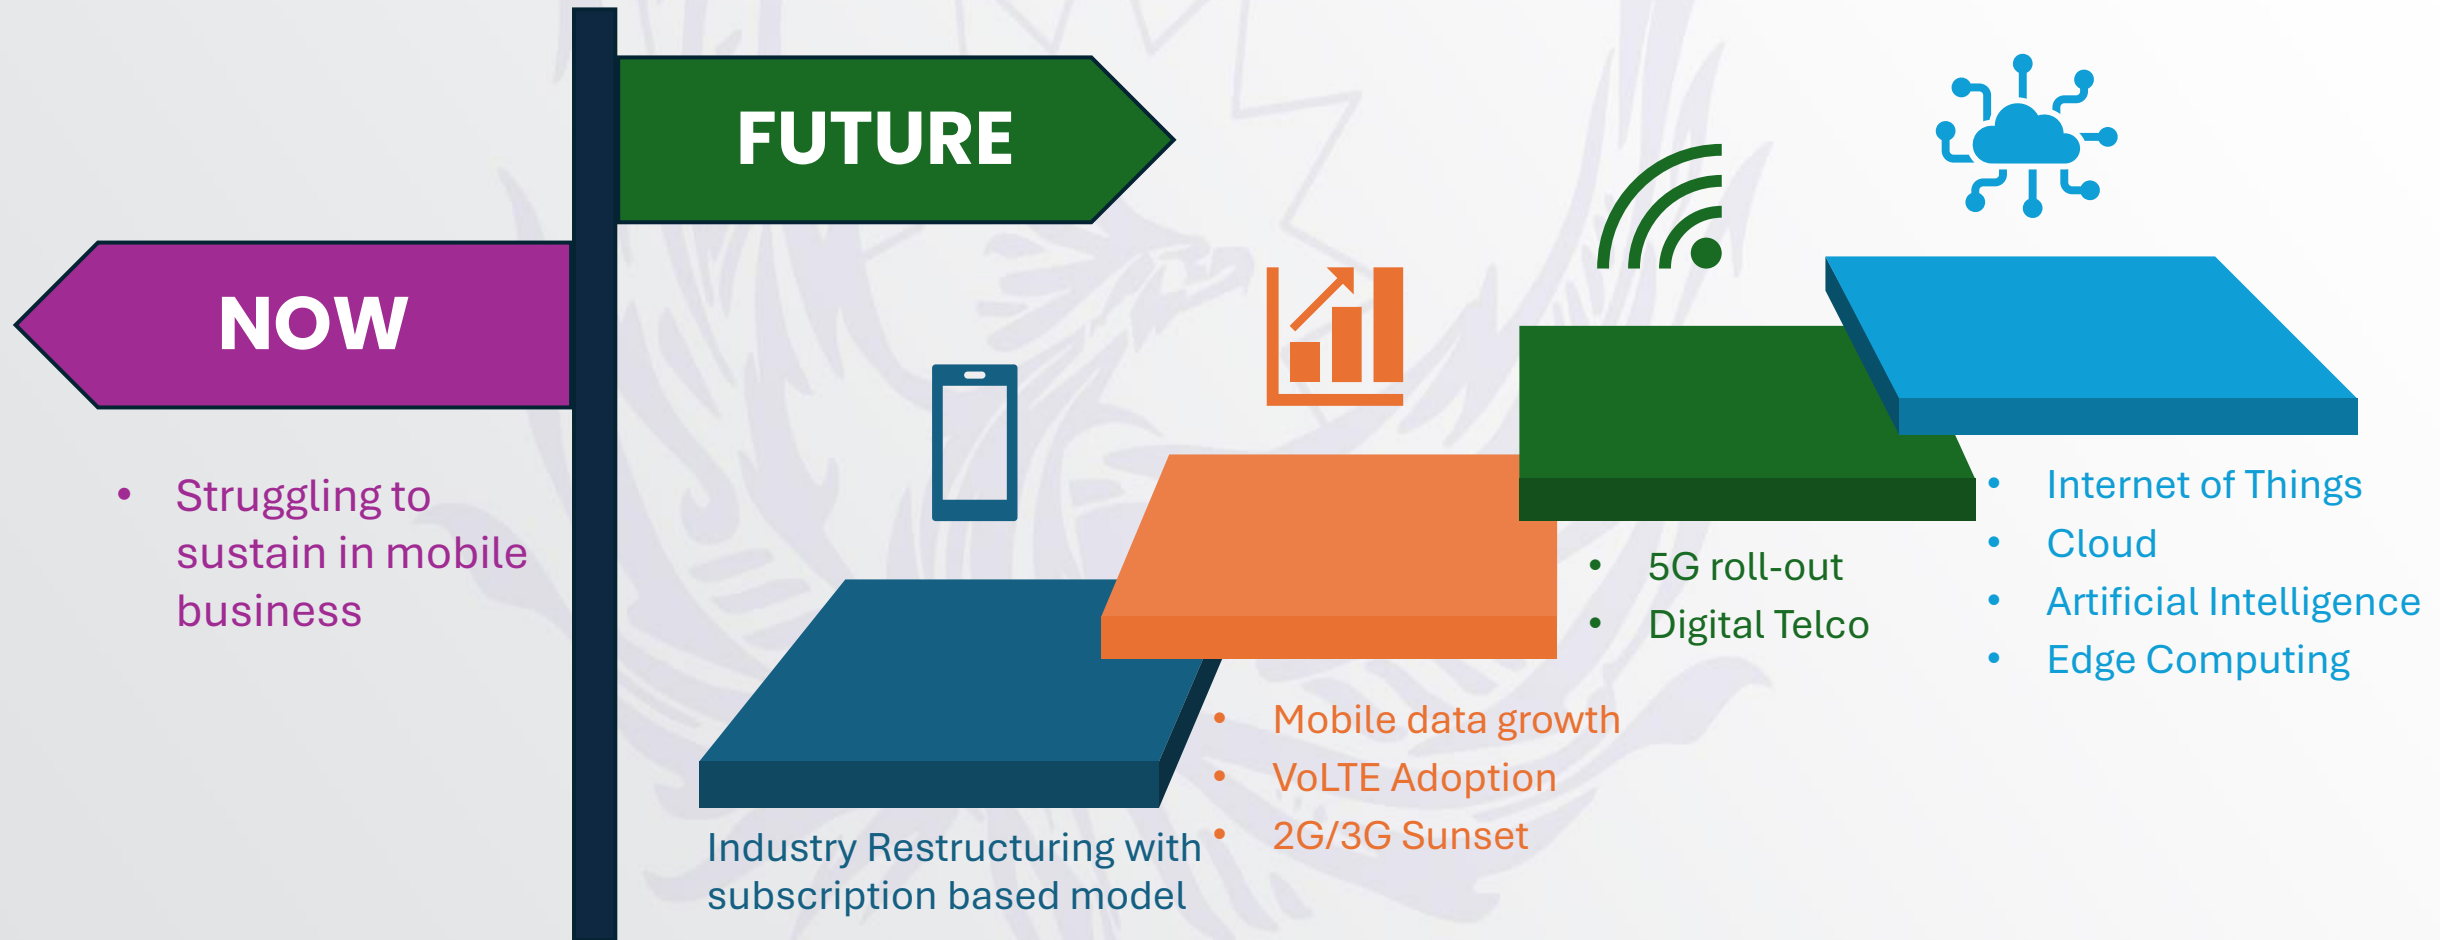 FUTURE
NOW
• Struggling to
sustain in mobile
business
Industry Restructuring with
subscription based model
• Mobile data growth
• VoLTE Adoption
• 2G/3G Sunset
• 5G roll-out
• Digital Telco
• Internet of Things
• Cloud
• Artificial Intelligence
• Edge Computing